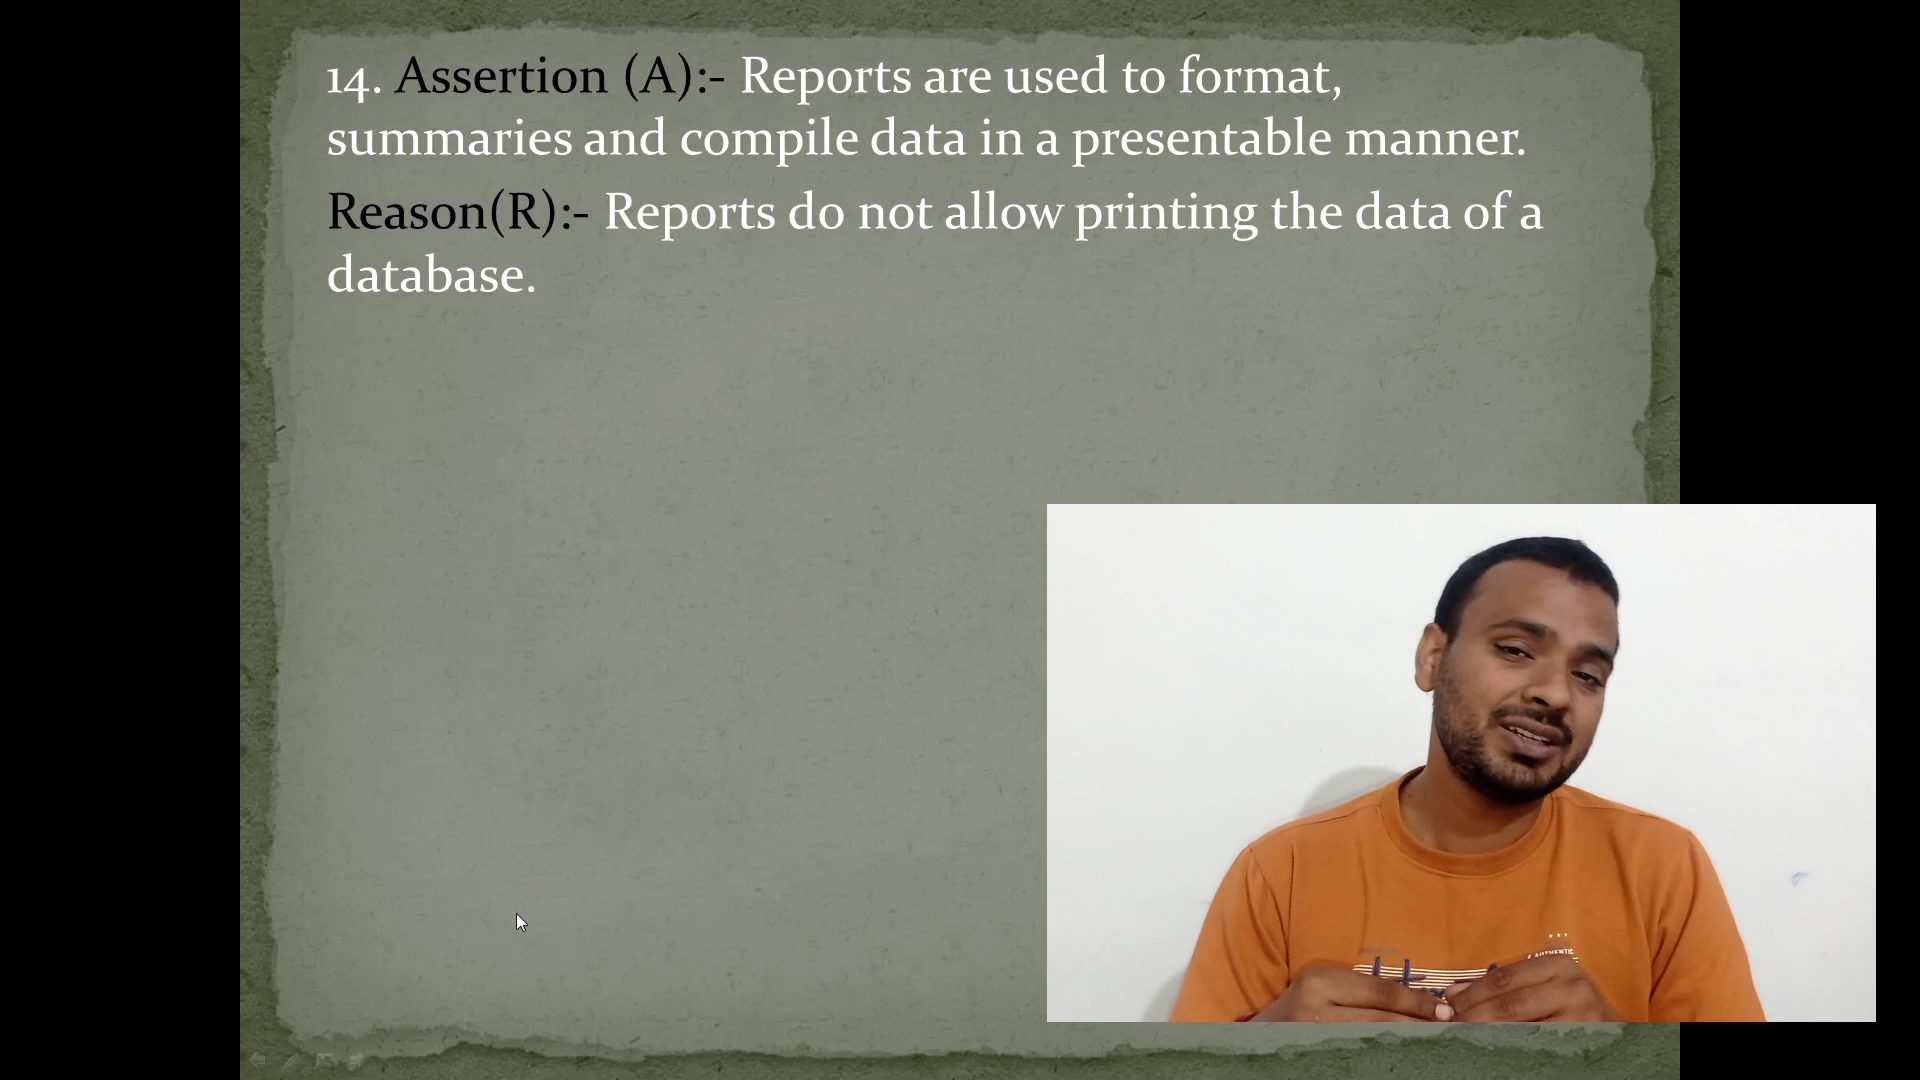 14. Assertion (A):- Reports are used to format,
summaries and compile data in a presentable manner.
Reason(R):- Reports do not allow printing the data of a
database.
AUTHENTIC